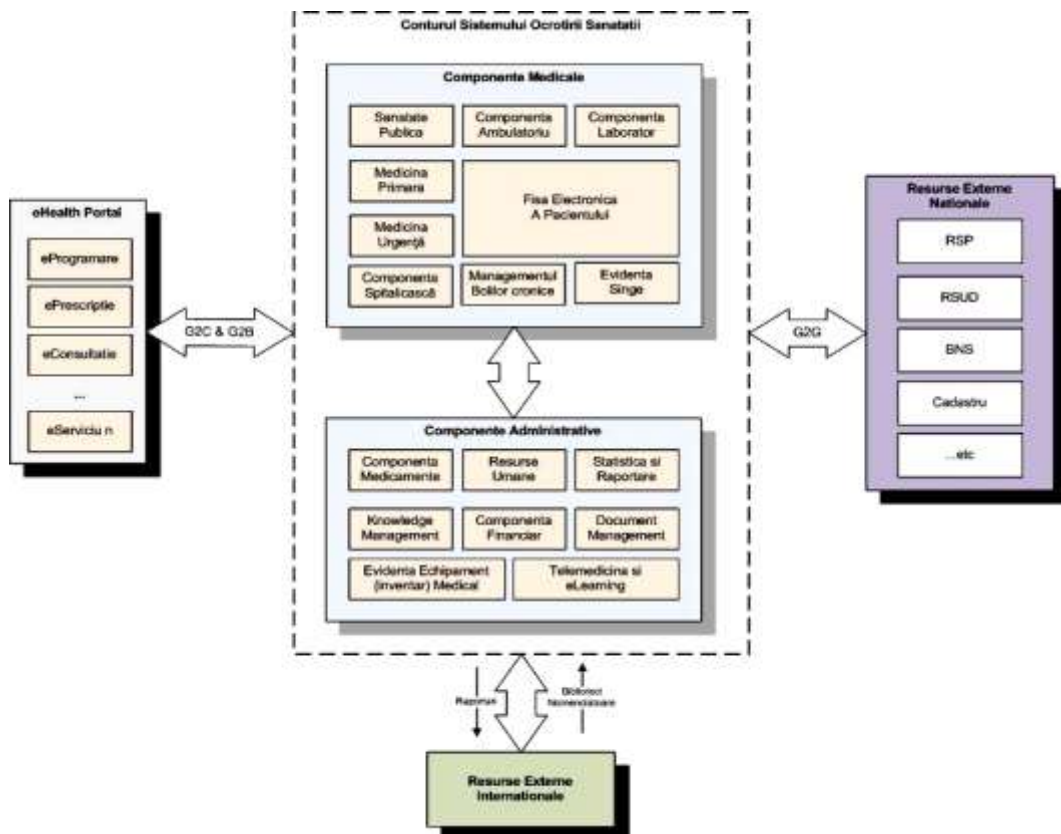 Conturul Sistemului Ocrotirii Sanatatii
Componente Medicale
Sanatate
Publica
Componenta
Ambulatoriu
Componenta
Laborator
Medicina
Primara
Fisa Electronica
A Pacientului
Medicina
Urgență
Componenta
Spitalicească
Managementul
Bolilor cronice
Evidenta
Singe
eHealth Portal
eProgramare
ePrescriptie
eConsultatie
...
eServiciu n
G2C & G2B
G2G
Resurse Externe
Nationale
RSP
RSUD
BNS
Cadastru
...etc
Componente Administrative
Componenta
Medicamente
Resurse
Umane
Statistica si
Raportare
Knowledge
Management
Componenta
Financiar
Document
Management
Evidenta Echipament
(inventar) Medical
Telemedicina si
eLearning
Nomenclatoare
Resurse Externe
Internationale